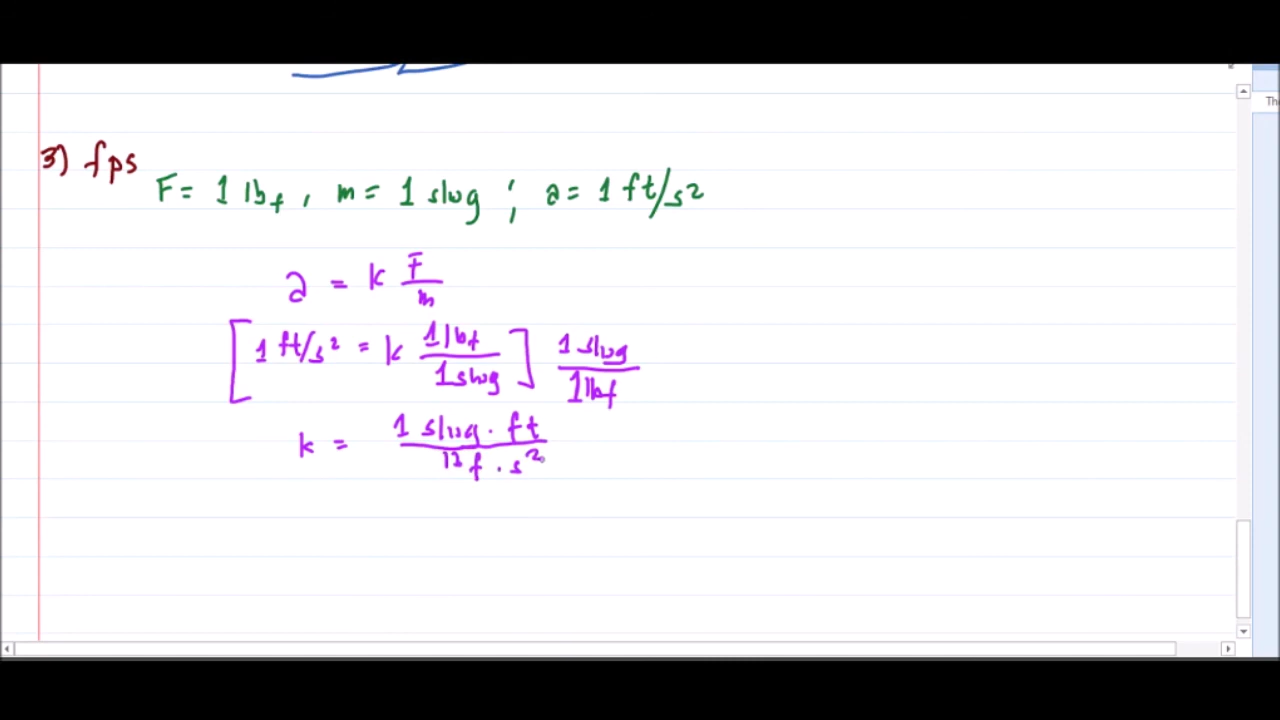 3) fps
F = 1 lbf , m = 1 slug ; a = 1 ft/s²
a = k F/m
[ 1 ft/s² = k 1 lbf / 1 slug ] 1 slug / 1 lbf
k = 1 slug · ft / lbf · s²